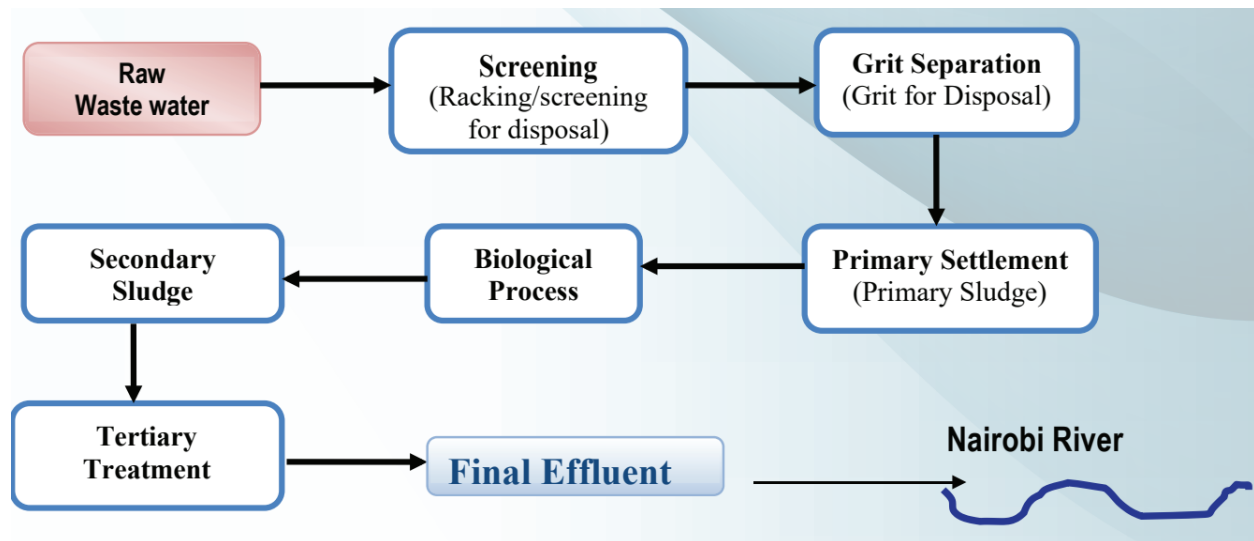 Raw
Waste water
Screening
(Racking/screening
for disposal)
Grit Separation
(Grit for Disposal)
Primary Settlement
(Primary Sludge)
Biological
Process
Secondary
Sludge
Tertiary
Treatment
Final Effluent
Nairobi River